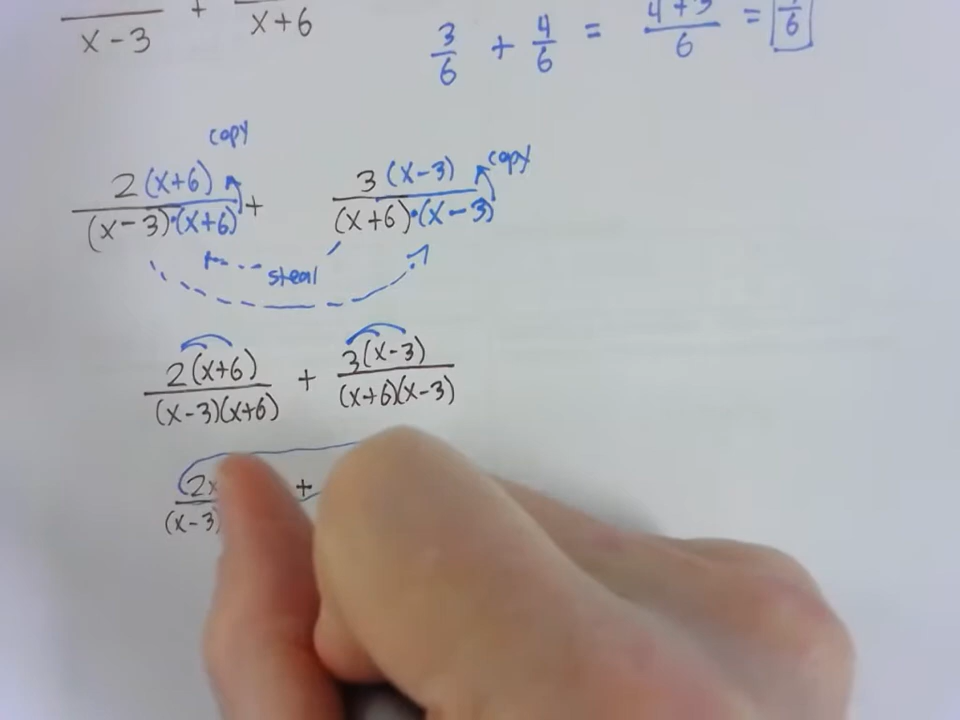 x-3 + x+6
3/6 + 4/6 = 4+3/6 = 7/6
copy
2(x+6)/(x-3)·(x+6) + 3(x-3)/(x+6)·(x-3) copy
steal
2(x+6)/(x-3)(x+6) + 3(x-3)/(x+6)(x-3)
(2x/(x-3) +